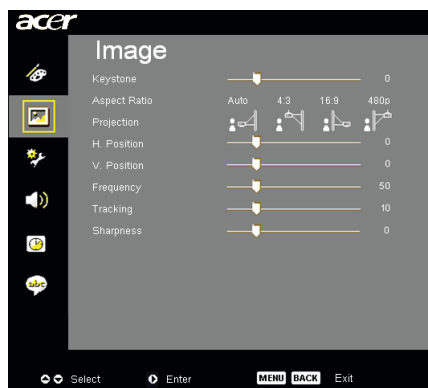 acer
Image
Keystone 0
Aspect Ratio Auto 4:3 16:9 480p
Projection
H. Position 0
V. Position 0
Frequency 50
Tracking 10
Sharpness 0
abc
Select Enter MENU BACK Exit